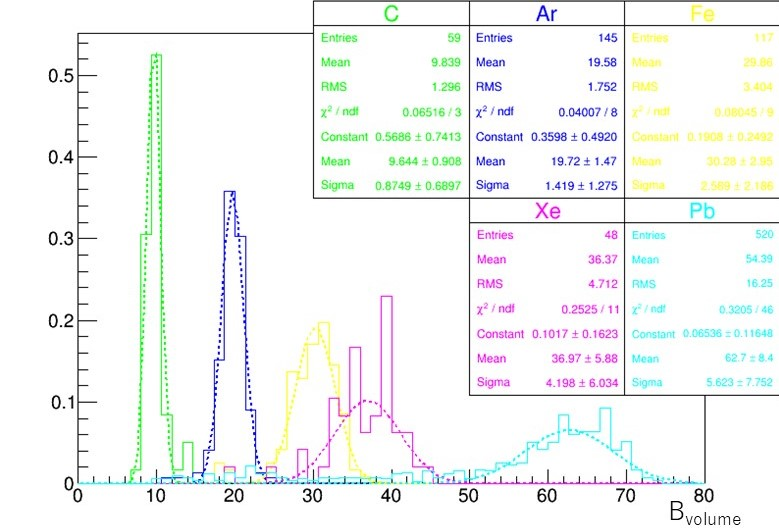 C
Entries 59
Mean 9.839
RMS 1.296
χ² / ndf 0.06516 / 3
Constant 0.5686 ± 0.7413
Mean 9.644 ± 0.908
Sigma 0.8749 ± 0.6897
Ar
Entries 145
Mean 19.58
RMS 1.752
χ² / ndf 0.04007 / 8
Constant 0.3598 ± 0.4920
Mean 19.72 ± 1.47
Sigma 1.419 ± 1.275
Fe
Entries 117
Mean 29.86
RMS 3.404
χ² / ndf 0.08045 / 9
Constant 0.1908 ± 0.2492
Mean 30.28 ± 2.95
Sigma 2.589 ± 2.186
Xe
Entries 48
Mean 36.37
RMS 4.712
χ² / ndf 0.2525 / 11
Constant 0.1017 ± 0.1623
Mean 36.97 ± 5.88
Sigma 4.198 ± 6.034
Pb
Entries 520
Mean 54.39
RMS 16.25
χ² / ndf 0.3205 / 46
Constant 0.06536 ± 0.11648
Mean 62.7 ± 8.4
Sigma 5.623 ± 7.752
0.5
0.4
0.3
0.2
0.1
0
0 10 20 30 40 50 60 70 80
Bvolume